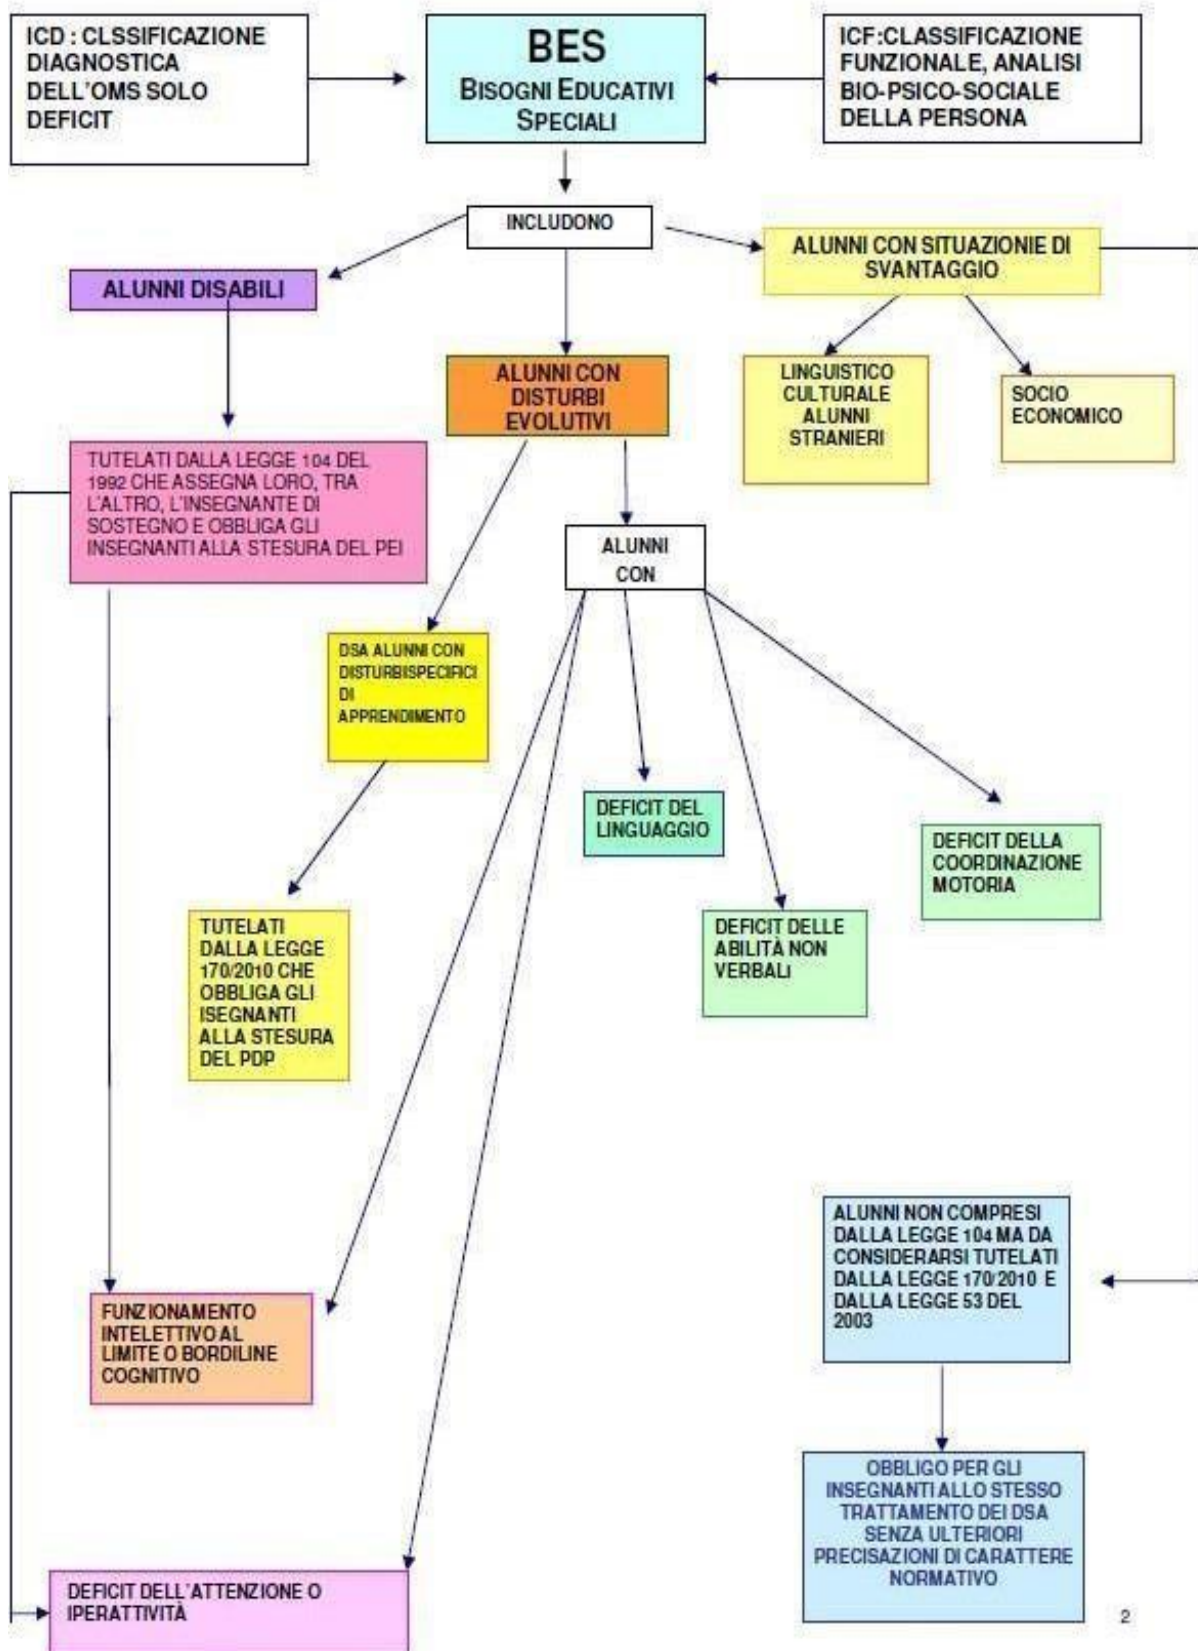 ICD : CLSSIFICAZIONE
DIAGNOSTICA
DELL'OMS SOLO
DEFICIT
BES
BISOGNI EDUCATIVI
SPECIALI
ICF:CLASSIFICAZIONE
FUNZIONALE, ANALISI
BIO-PSICO-SOCIALE
DELLA PERSONA
INCLUDONO
ALUNNI DISABILI
ALUNNI CON SITUAZIONIE DI
SVANTAGGIO
ALUNNI CON
DISTURBI
EVOLUTIVI
LINGUISTICO
CULTURALE
ALUNNI
STRANIERI
SOCIO
ECONOMICO
TUTELATI DALLA LEGGE 104 DEL
1992 CHE ASSEGNA LORO, TRA
L'ALTRO, L'INSEGNANTE DI
SOSTEGNO E OBBLIGA GLI
INSEGNANTI ALLA STESURA DEL PEI
ALUNNI
CON
DSA ALUNNI CON
DISTURBISPECIFICI
DI
APPRENDIMENTO
DEFICIT DEL
LINGUAGGIO
DEFICIT DELLA
COORDINAZIONE
MOTORIA
TUTELATI
DALLA LEGGE
170/2010 CHE
OBBLIGA GLI
ISEGNANTI
ALLA STESURA
DEL PDP
DEFICIT DELLE
ABILITÀ NON
VERBALI
ALUNNI NON COMPRESI
DALLA LEGGE 104 MA DA
CONSIDERARSI TUTELATI
DALLA LEGGE 170/2010 E
DALLA LEGGE 53 DEL
2003
FUNZIONAMENTO
INTELETTIVO AL
LIMITE O BORDILINE
COGNITIVO
OBBLIGO PER GLI
INSEGNANTI ALLO STESSO
TRATTAMENTO DEI DSA
SENZA ULTERIORI
PRECISAZIONI DI CARATTERE
NORMATIVO
DEFICIT DELL'ATTENZIONE O
IPERATTIVITÀ
2